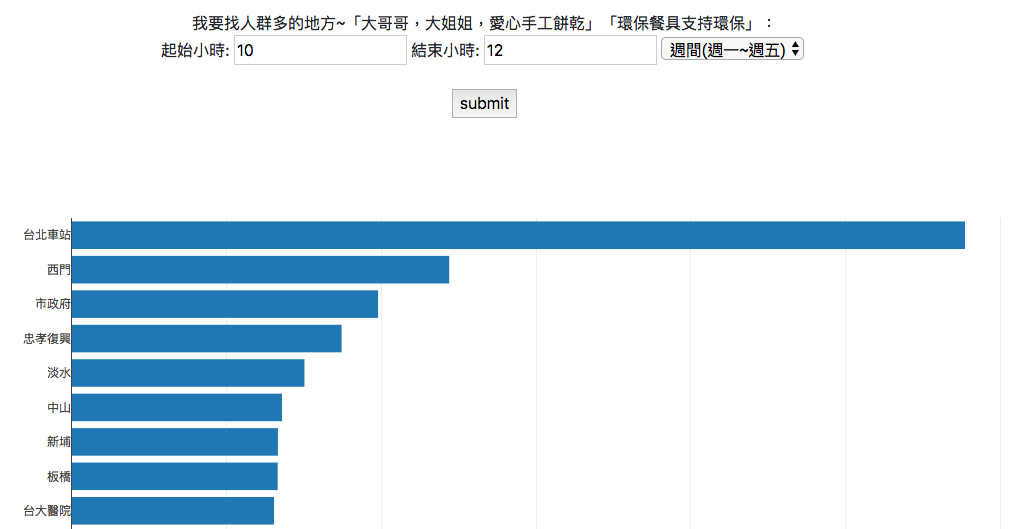 我要找人群多的地方~「大哥哥，大姐姐，愛心手工餅乾」「環保餐具支持環保」：
起始小時: 10 結束小時: 12 週間(週一~週五)
submit
台北車站
西門
市政府
忠孝復興
淡水
中山
新埔
板橋
台大醫院